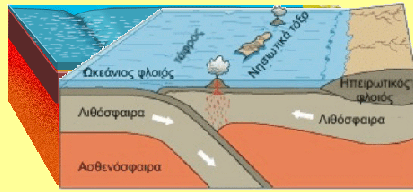 τάφρος
Νησιωτικό τόξο
Ωκεάνιος φλοιός
Ηπειρωτικός
φλοιός
Λιθόσφαιρα
Λιθόσφαιρα
Ασθενόσφαιρα